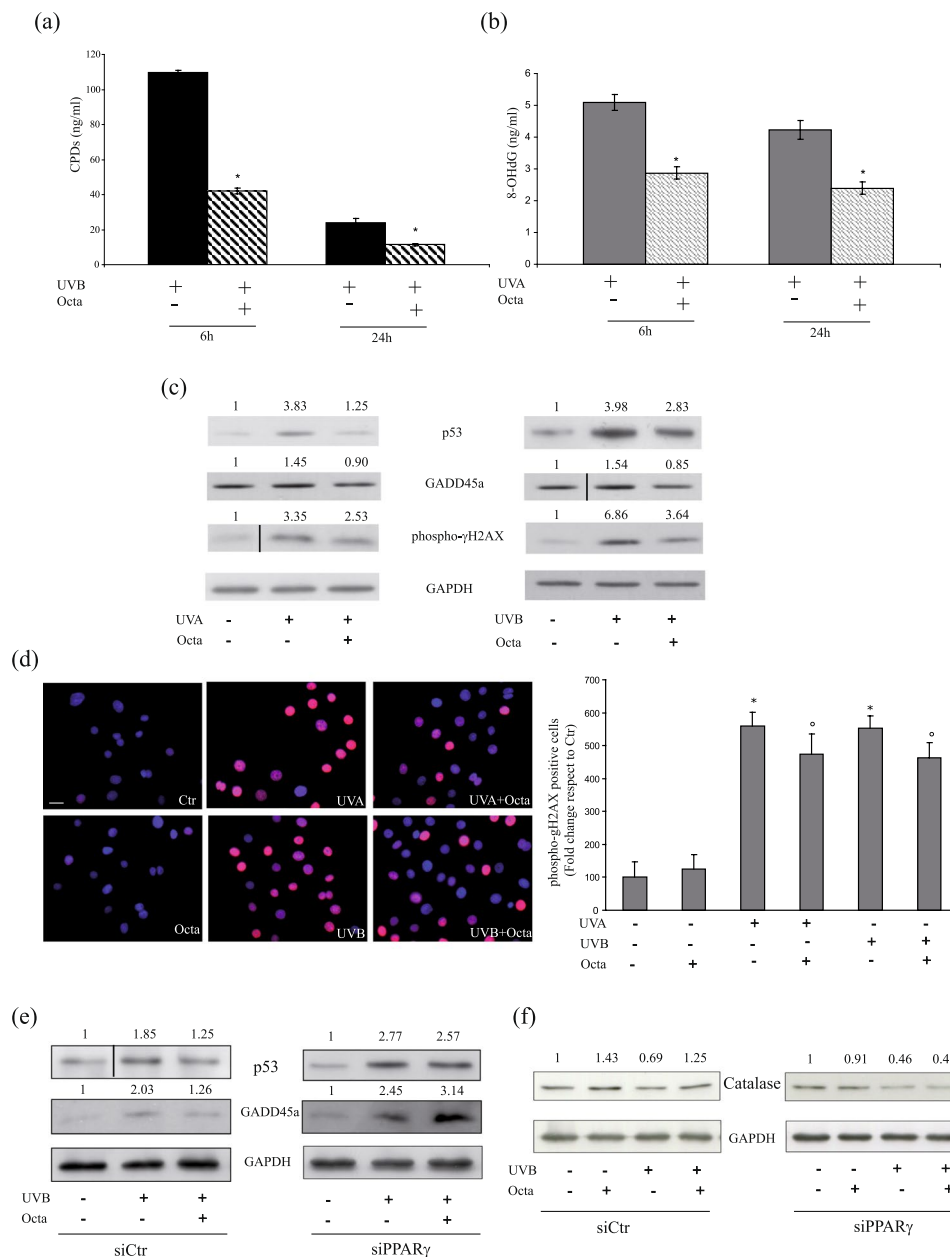 (a)
120
100
80
60
40
20
0
CPDs (ng/ml)
*
*
UVB + + + +
Octa - + - +
6h 24h
(b)
6
5
4
3
2
1
0
8-OHdG (ng/ml)
*
*
UVA + + + +
Octa - + - +
6h 24h
(c)
1 3.83 1.25
p53
1 3.98 2.83
1 1.45 0.90
GADD45a
1 1.54 0.85
1 3.35 2.53
phospho-γH2AX
1 6.86 3.64
GAPDH
UVA - + +
Octa - - +
UVB - + +
Octa - - +
(d)
Ctr
UVA
UVA+Octa
Octa
UVB
UVB+Octa
700
600
500
400
300
200
100
0
phospho-gH2AX positive cells
(Fold change respect to Ctr)
* ° * °
UVA - - + + - -
UVB - - - - + +
Octa - + - + - +
(e)
1 1.85 1.25
p53
1 2.77 2.57
1 2.03 1.26
GADD45a
1 2.45 3.14
GAPDH
UVB - + +
Octa - - +
siCtr
- + +
- - +
siPPARγ
(f)
1 1.43 0.69 1.25
Catalase
1 0.91 0.46 0.4
GAPDH
UVB - - + +
Octa - + - +
siCtr
- - + +
- + - +
siPPARγ